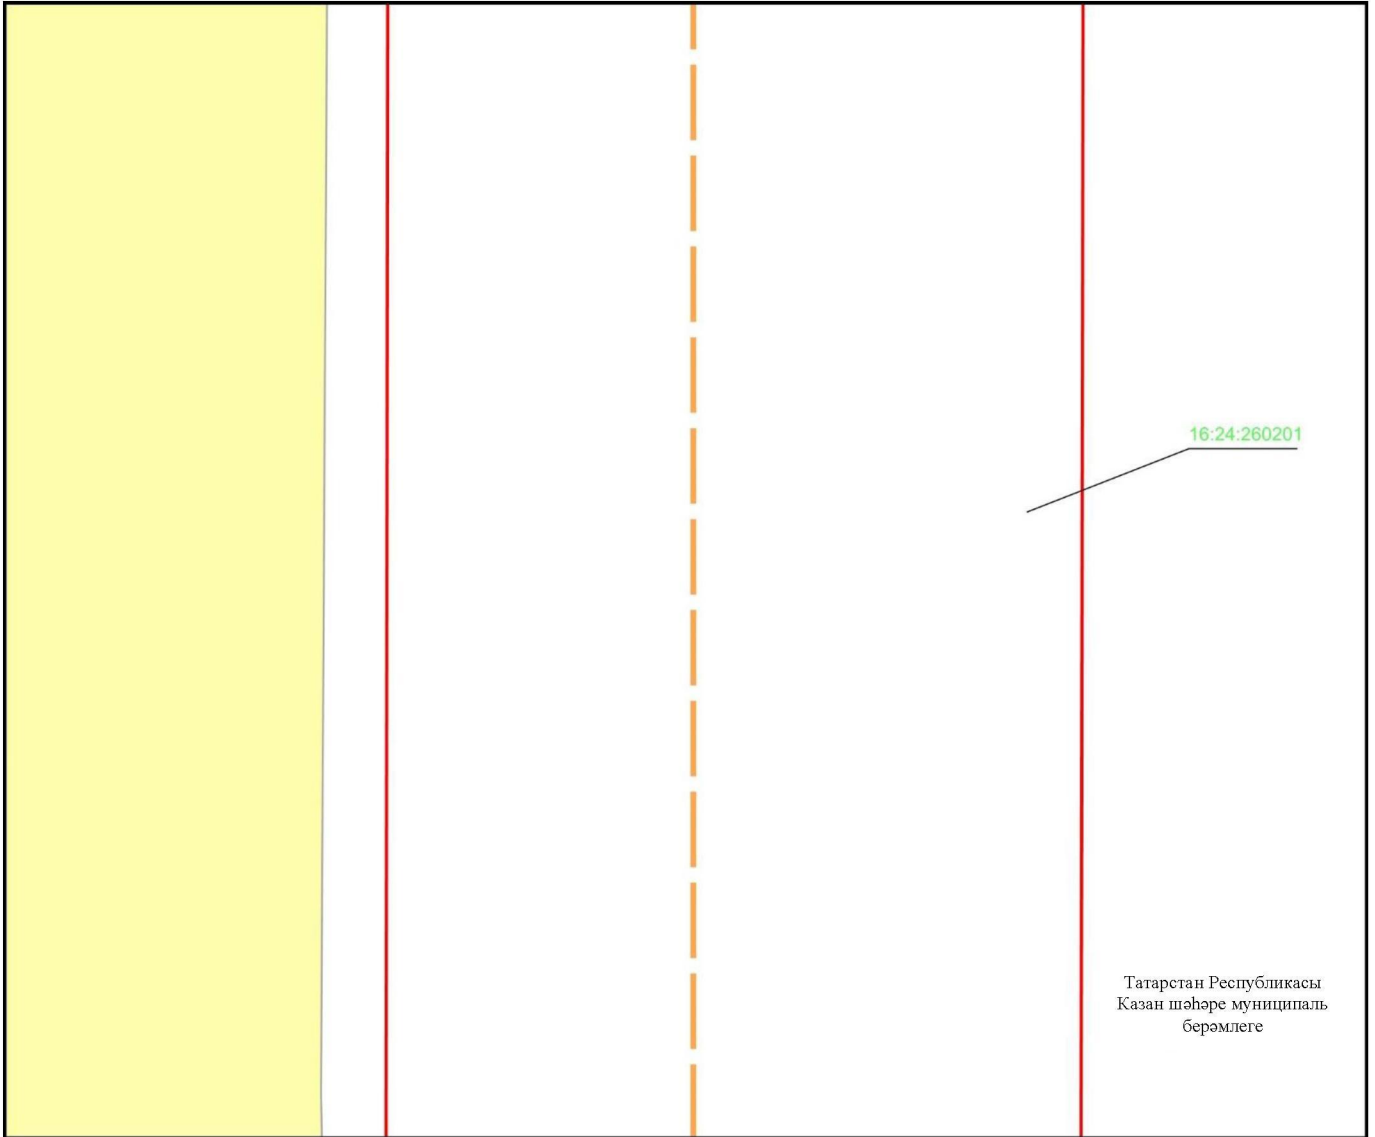 16:24:260201
Татарстан Республикасы
Казан шәһәре муниципаль
берәмлеге